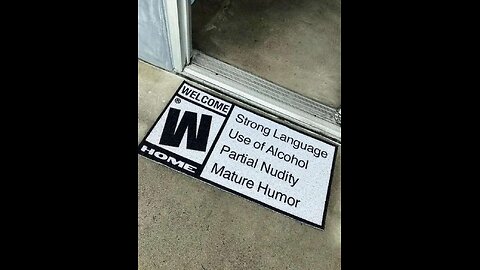 WELCOME
W®
HOME
Strong Language
Use of Alcohol
Partial Nudity
Mature Humor